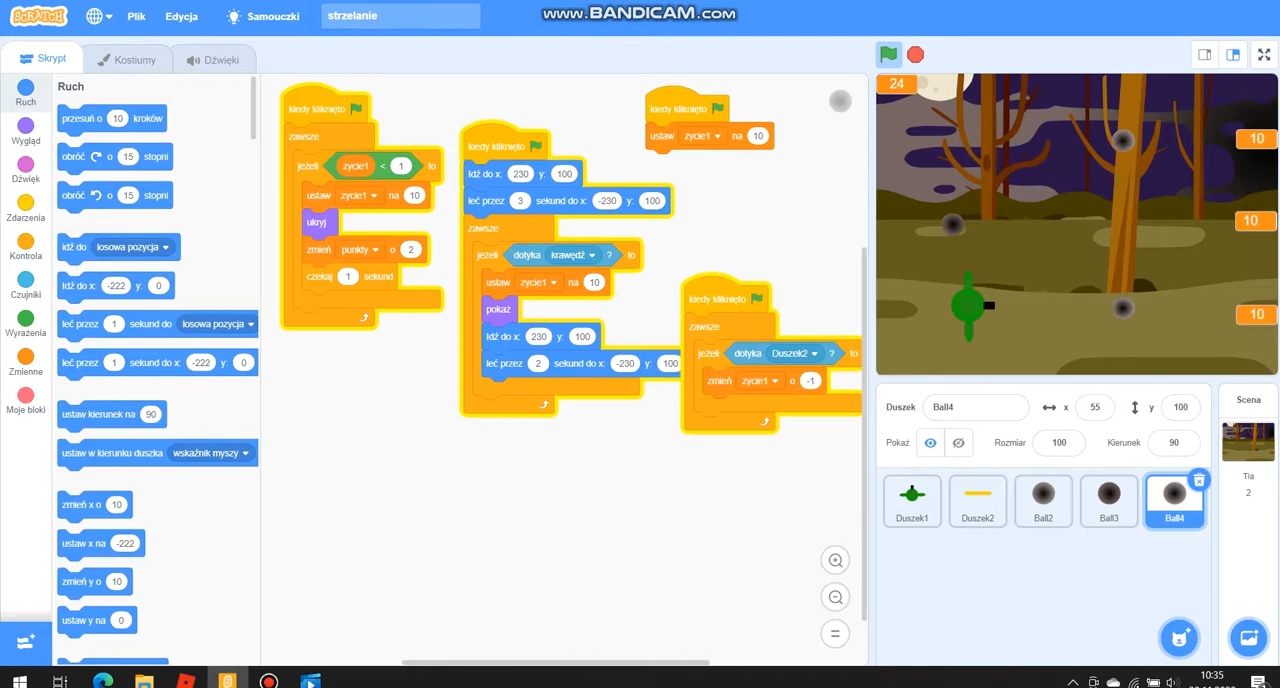 SCRATCH Plik Edycja Samouczki strzelanie www.BANDICAM.com
Skrypt Kostiumy Dźwięki
Ruch
Wygląd
Dźwięk
Zdarzenia
Kontrola
Czujniki
Wyrażenia
Zmienne
Moje bloki
Ruch
przesuń o 10 kroków
obróć o 15 stopni
obróć o 15 stopni
idź do losowa pozycja
Idź do x: -222 y: 0
leć przez 1 sekund do losowa pozycja
leć przez 1 sekund do x: -222 y: 0
ustaw kierunek na 90
ustaw w kierunku duszka wskaźnik myszy
zmień x o 10
ustaw x na -222
zmień y o 10
ustaw y na 0
kiedy kliknięto
zawsze
jeżeli zycie1 < 1 to
ustaw zycie1 na 10
ukryj
zmień punkty o 2
czekaj 1 sekund
kiedy kliknięto
Idź do x: 230 y: 100
leć przez 3 sekund do x: -230 y: 100
zawsze
jeżeli dotyka krawędź ? to
ustaw zycie1 na 10
pokaż
Idź do x: 230 y: 100
leć przez 2 sekund do x: -230 y: 100
kiedy kliknięto
ustaw zycie1 na 10
kiedy kliknięto
zawsze
jeżeli dotyka Duszek2 ? to
zmień zycie1 o -1
24
10
10
10
Duszek Ball4 x 55 y 100
Pokaż Rozmiar 100 Kierunek 90
Duszek1 Duszek2 Ball2 Ball3 Ball4
Scena
Tła
2
10:35